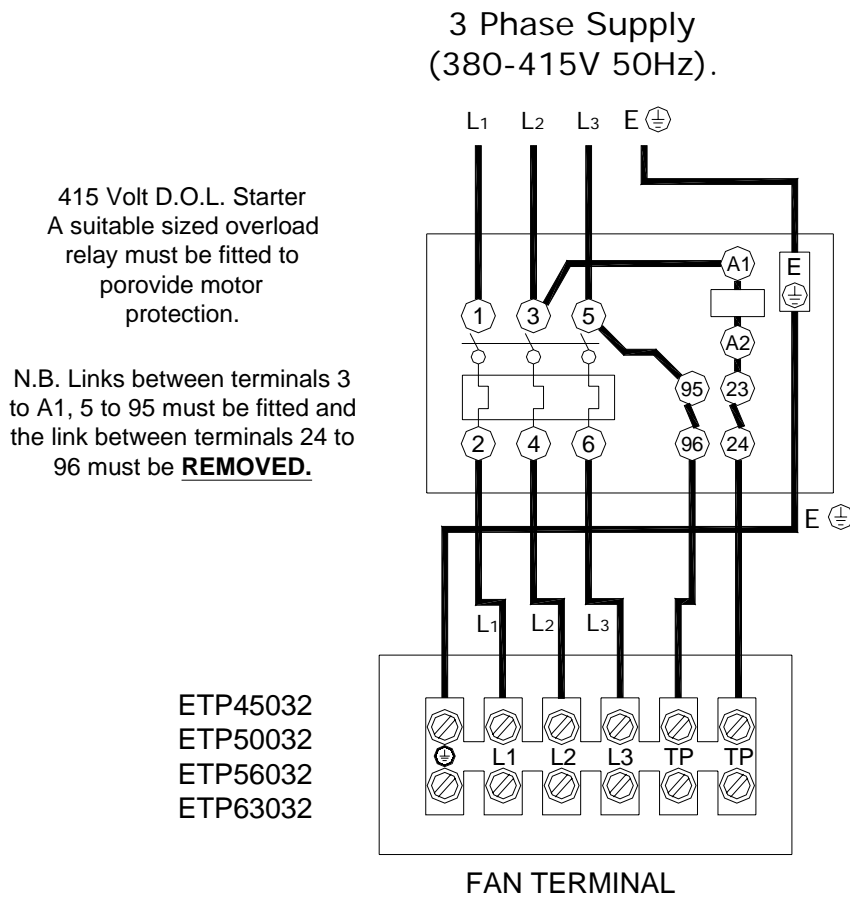 3 Phase Supply
(380-415V 50Hz).
L1 L2 L3 E
415 Volt D.O.L. Starter
A suitable sized overload
relay must be fitted to
porovide motor
protection.
N.B. Links between terminals 3
to A1, 5 to 95 must be fitted and
the link between terminals 24 to
96 must be REMOVED.
A1 E
1 3 5
A2
95 23
2 4 6 96 24
E
L1 L2 L3
ETP45032
ETP50032
ETP56032
ETP63032
L1 L2 L3 TP TP
FAN TERMINAL